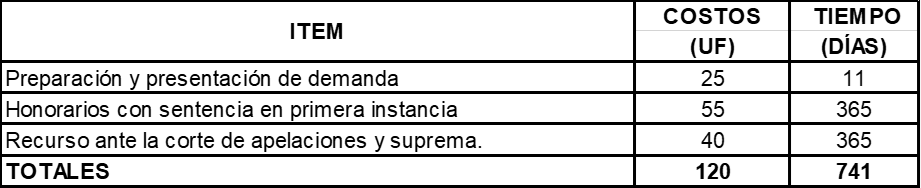 ITEM COSTOS (UF) TIEMPO (DÍAS)
Preparación y presentación de demanda 25 11
Honorarios con sentencia en primera instancia 55 365
Recurso ante la corte de apelaciones y suprema. 40 365
TOTALES 120 741